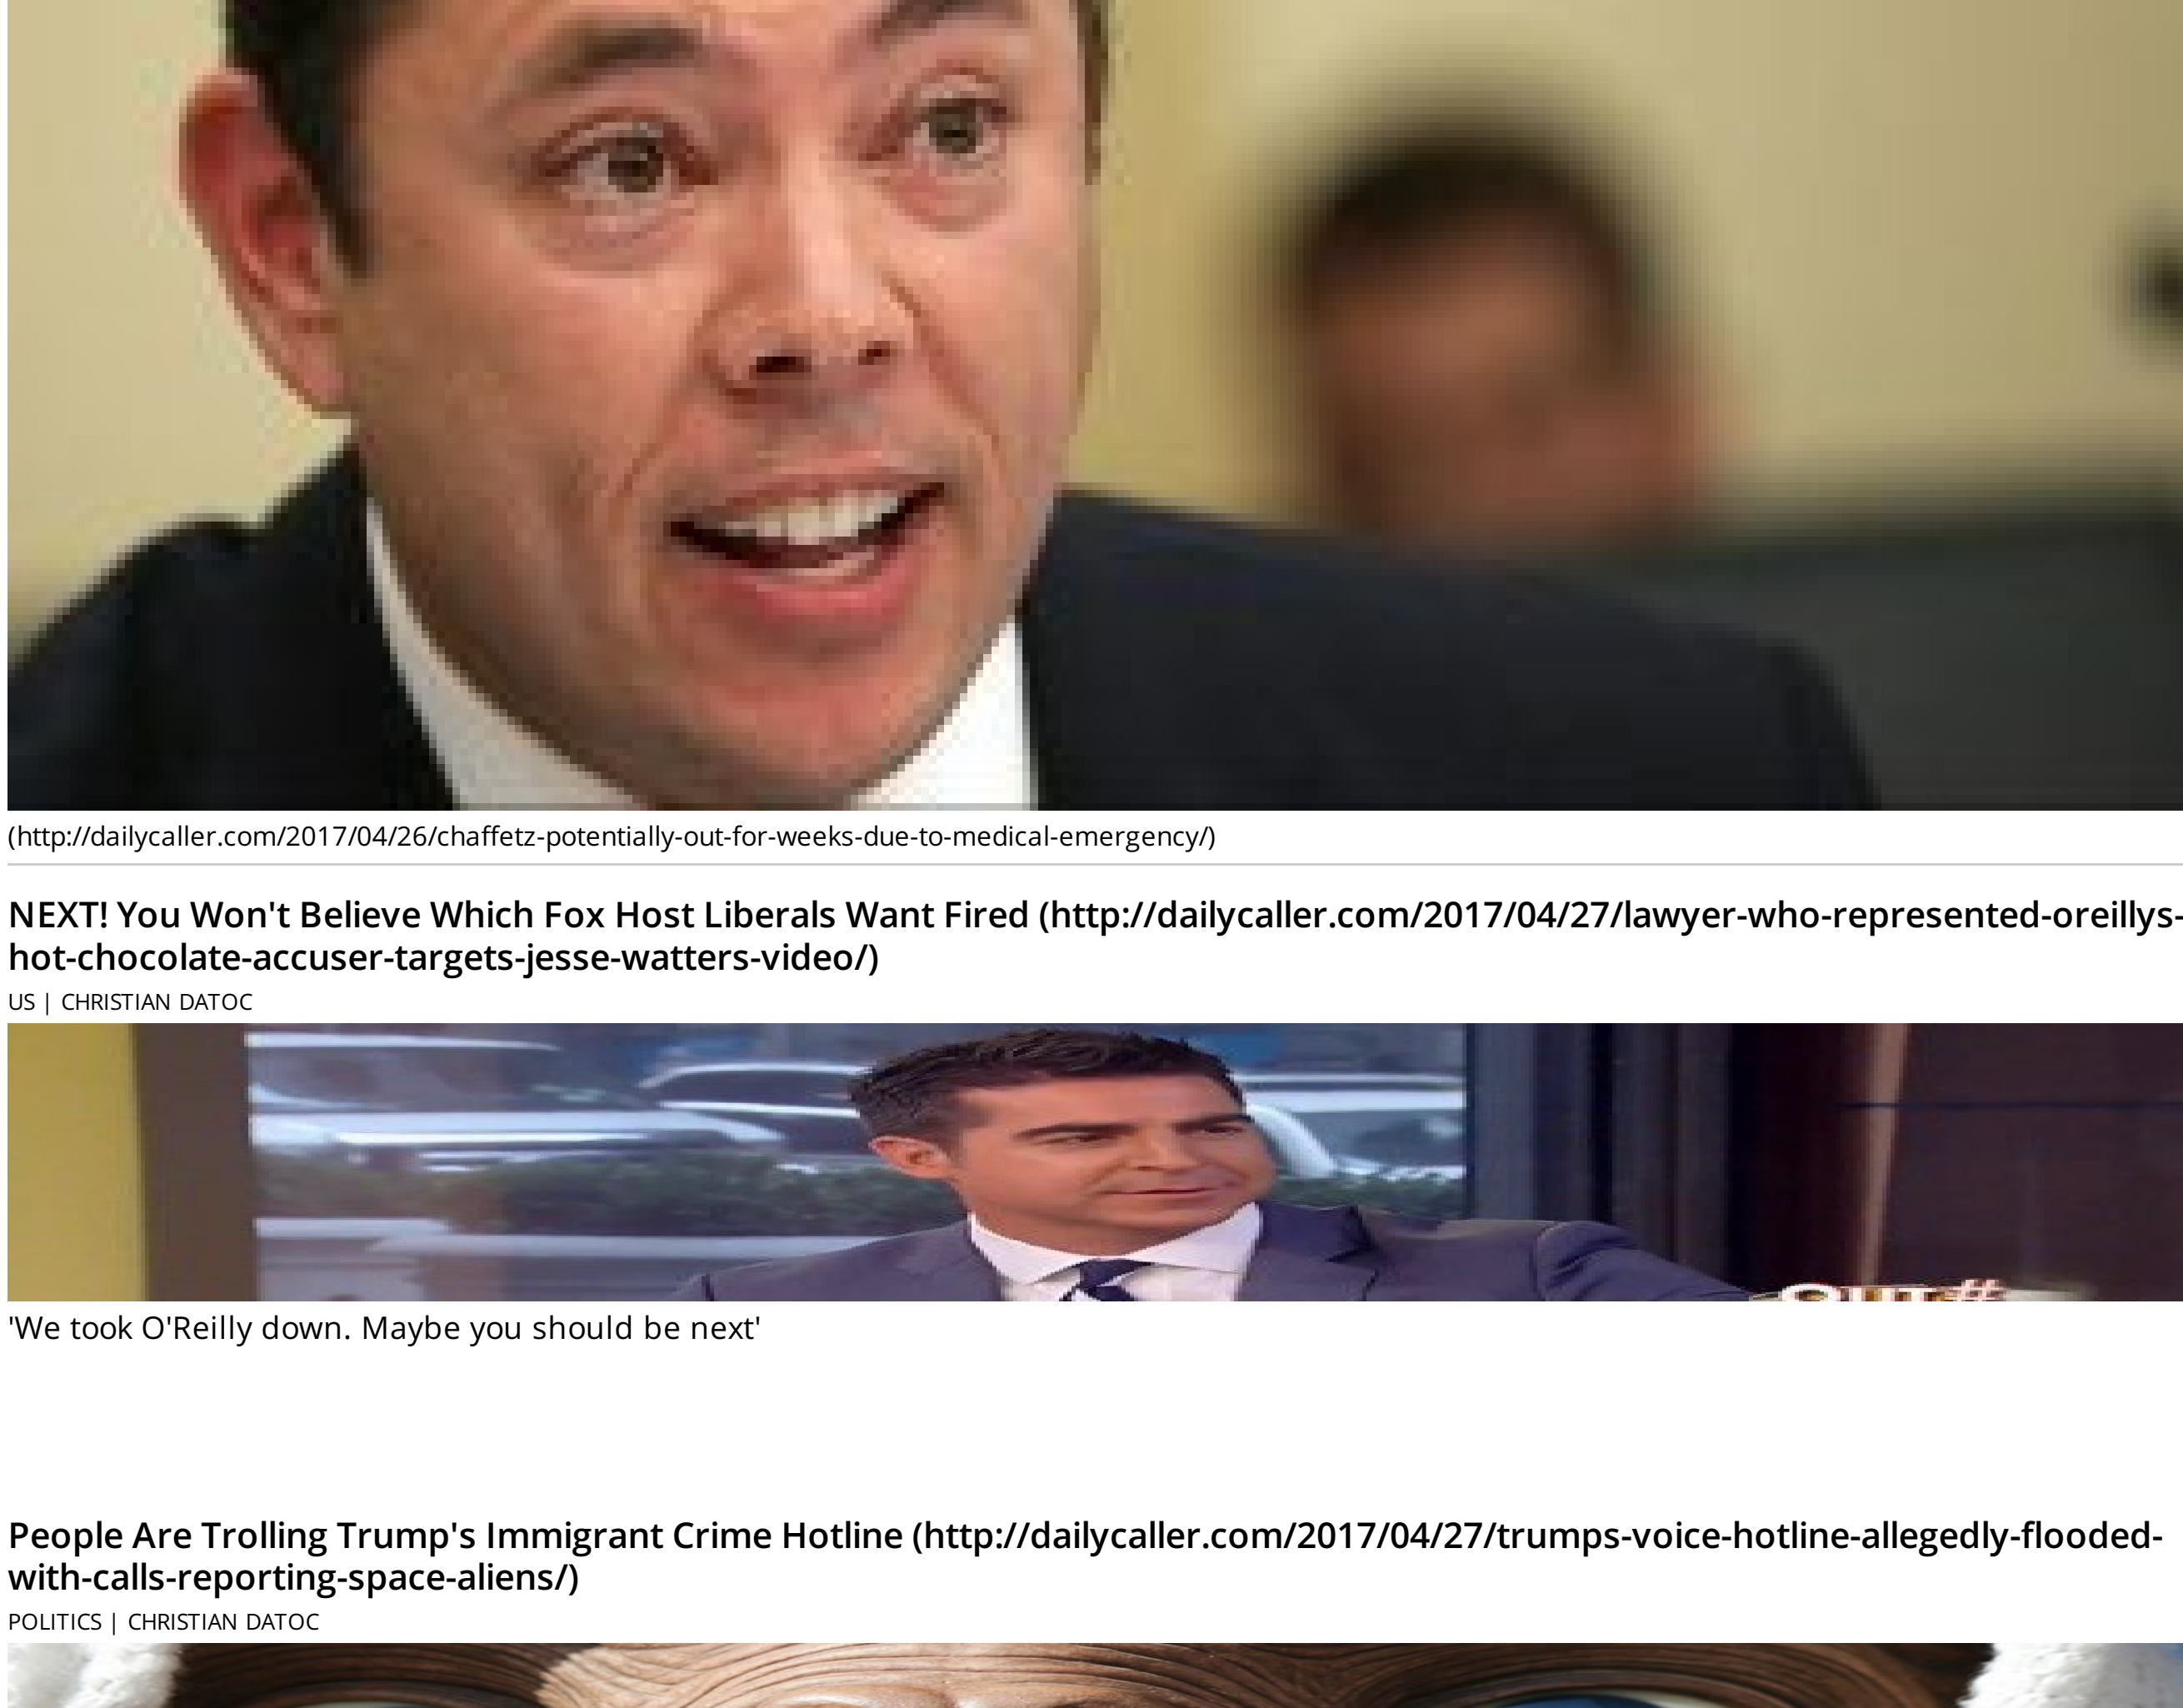 (http://dailycaller.com/2017/04/26/chaffetz-potentially-out-for-weeks-due-to-medical-emergency/)
NEXT! You Won't Believe Which Fox Host Liberals Want Fired (http://dailycaller.com/2017/04/27/lawyer-who-represented-oreillys-
hot-chocolate-accuser-targets-jesse-watters-video/)
US | CHRISTIAN DATOC
OUT #
'We took O'Reilly down. Maybe you should be next'
People Are Trolling Trump's Immigrant Crime Hotline (http://dailycaller.com/2017/04/27/trumps-voice-hotline-allegedly-flooded-
with-calls-reporting-space-aliens/)
POLITICS | CHRISTIAN DATOC